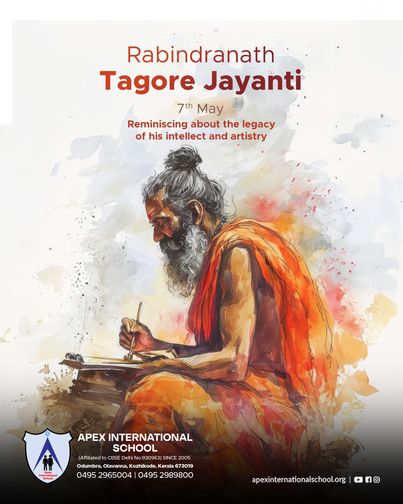 Rabindranath
Tagore Jayanti
7th May
Reminiscing about the legacy
of his intellect and artistry
APEX INTERNATIONAL
SCHOOL
(Affiliated to CBSE Delhi No:930963) SINCE 2005
Odumbra, Olavanna, Kozhikode, Kerala 673019
0495 2965004 | 0495 2989800
apexinternationalschool.org |